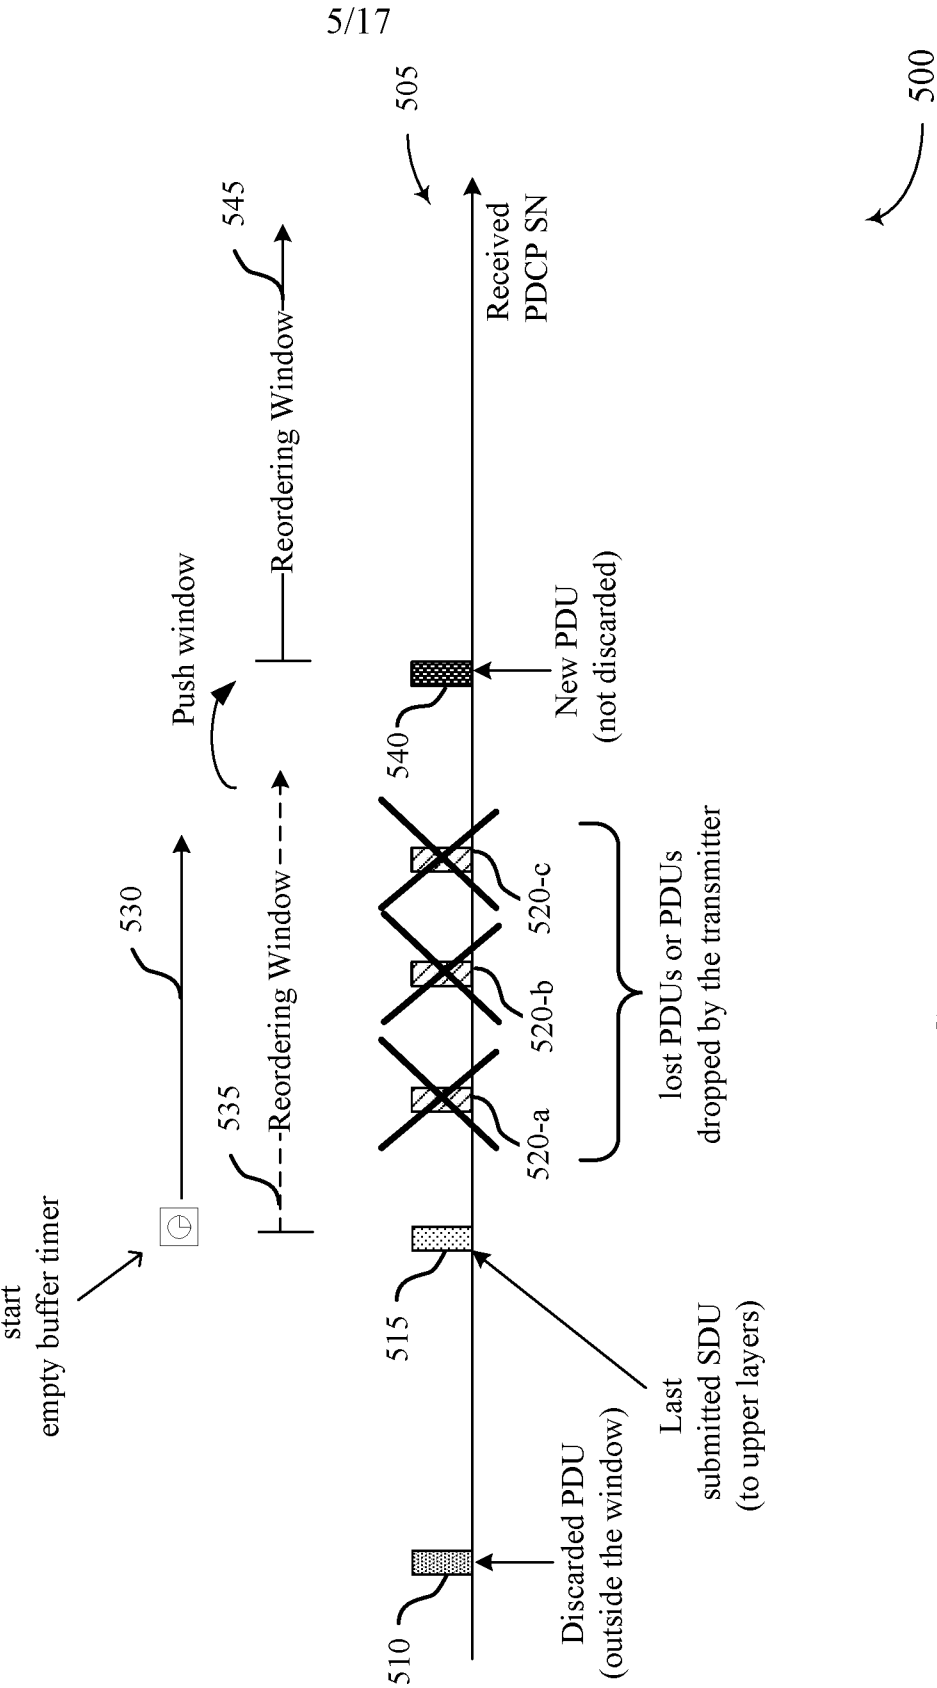 5/17
start
empty buffer timer
530
Push window
535
Reordering Window
545
Reordering Window
505
510
515
520-a
520-b
520-c
540
Received
PDCP SN
Discarded PDU
(outside the window)
Last
submitted SDU
(to upper layers)
lost PDUs or PDUs
dropped by the transmitter
New PDU
(not discarded)
500